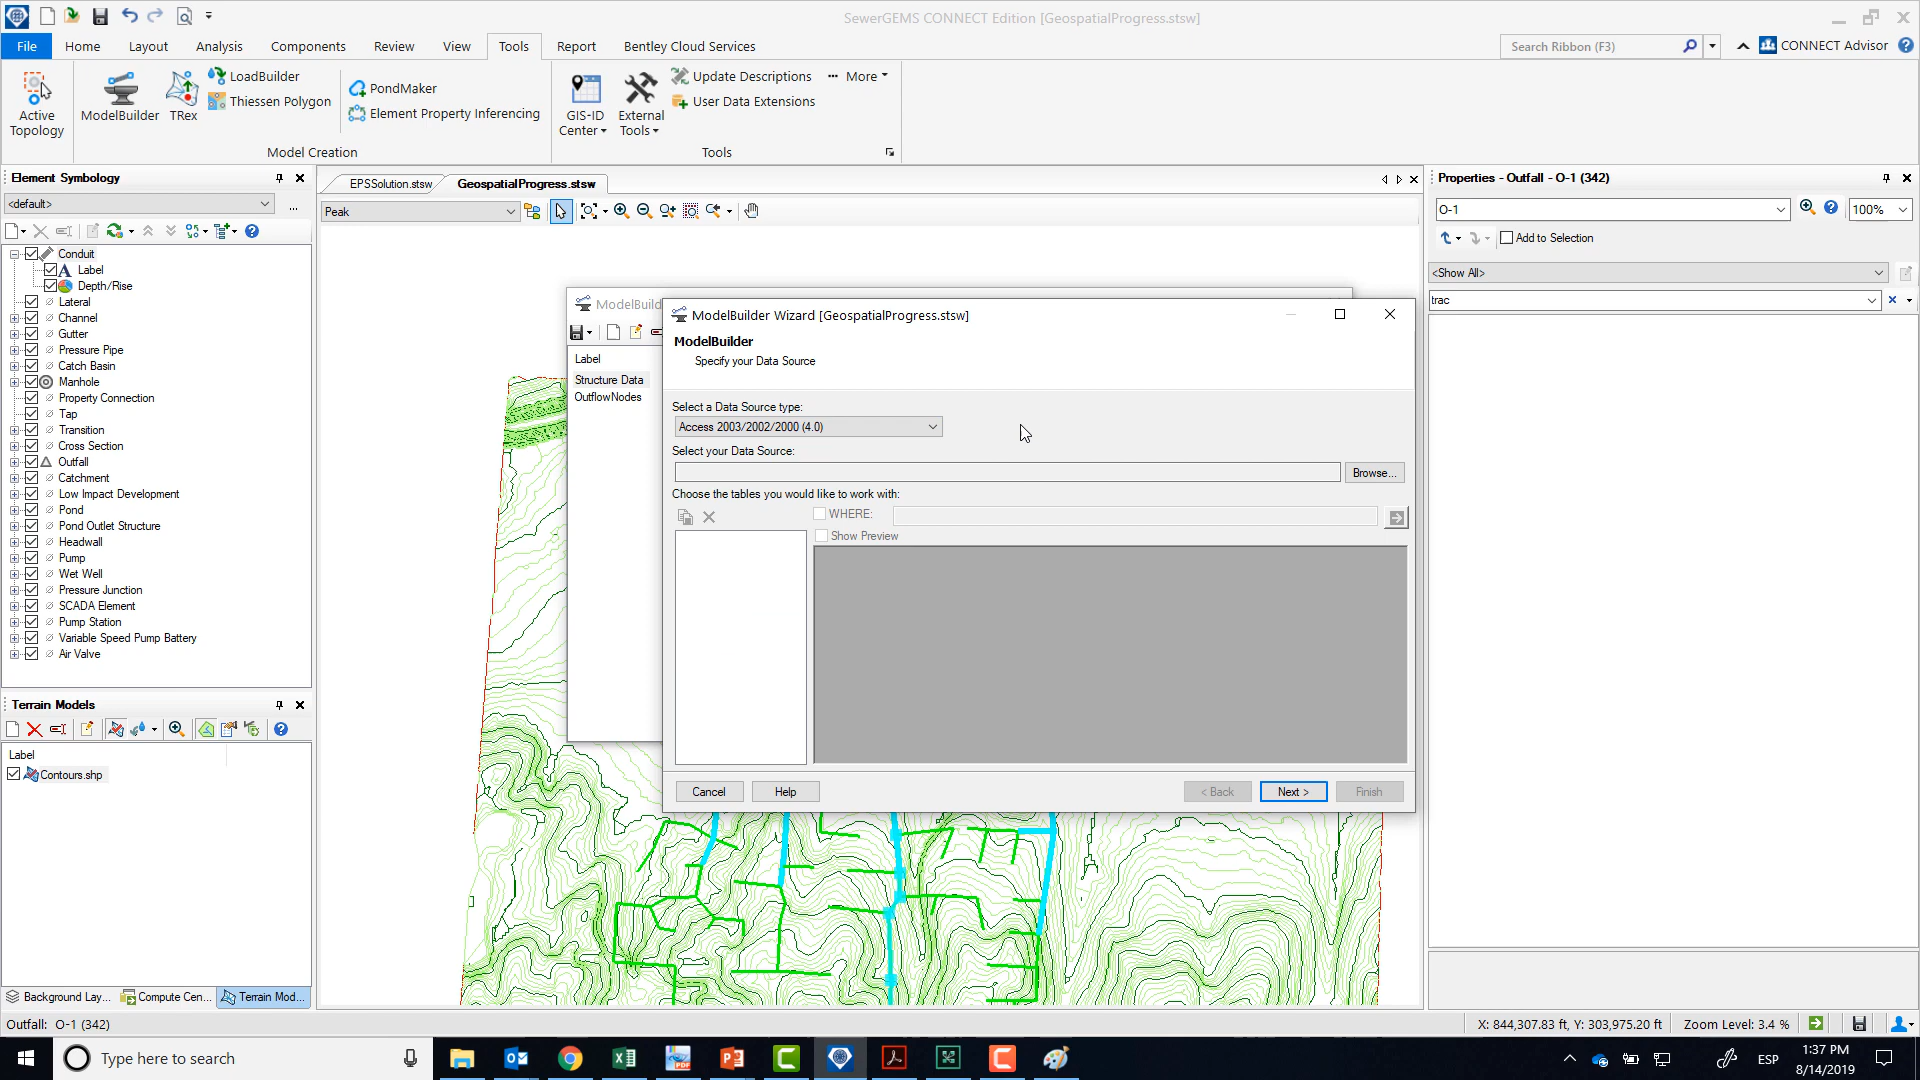 SewerGEMS CONNECT Edition [GeospatialProgress.stsw]
File Home Layout Analysis Components Review View Tools Report Bentley Cloud Services
Search Ribbon (F3)
CONNECT Advisor
Active Topology
ModelBuilder
TRex
LoadBuilder
Thiessen Polygon
PondMaker
Element Property Inferencing
GIS-ID Center
External Tools
Update Descriptions
User Data Extensions
More
Model Creation
Tools
Element Symbology
<default>
...
Conduit
Label
Depth/Rise
Lateral
Channel
Gutter
Pressure Pipe
Catch Basin
Manhole
Property Connection
Tap
Transition
Cross Section
Outfall
Catchment
Low Impact Development
Pond
Pond Outlet Structure
Headwall
Pump
Wet Well
Pressure Junction
SCADA Element
Pump Station
Variable Speed Pump Battery
Air Valve
Terrain Models
Label
Contours.shp
Background Lay...
Compute Cen...
Terrain Mod...
EPSSolution.stsw
GeospatialProgress.stsw
Peak
ModelBuild
Label
Structure Data
OutflowNodes
ModelBuilder Wizard [GeospatialProgress.stsw]
ModelBuilder
Specify your Data Source
Select a Data Source type:
Access 2003/2002/2000 (4.0)
Select your Data Source:
Browse...
Choose the tables you would like to work with:
WHERE:
Show Preview
Cancel
Help
< Back
Next >
Finish
Properties - Outfall - O-1 (342)
O-1
100%
Add to Selection
<Show All>
trac
Outfall: O-1 (342)
X: 844,307.83 ft, Y: 303,975.20 ft
Zoom Level: 3.4 %
Type here to search
ESP
1:37 PM
8/14/2019